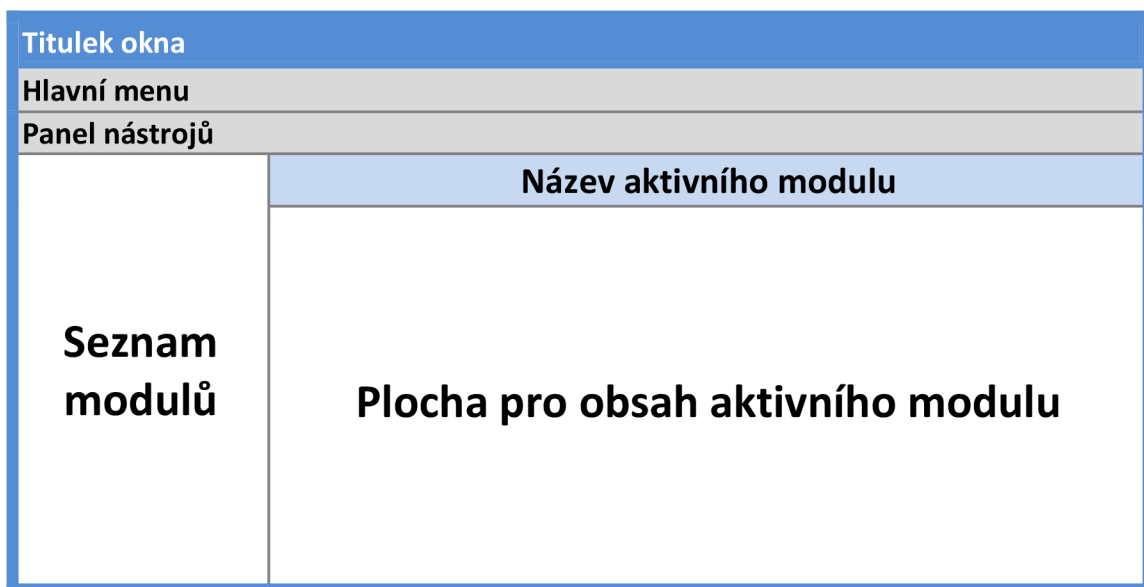 Titulek okna
Hlavní menu
Panel nástrojů
Název aktivního modulu
Seznam
modulů
Plocha pro obsah aktivního modulu